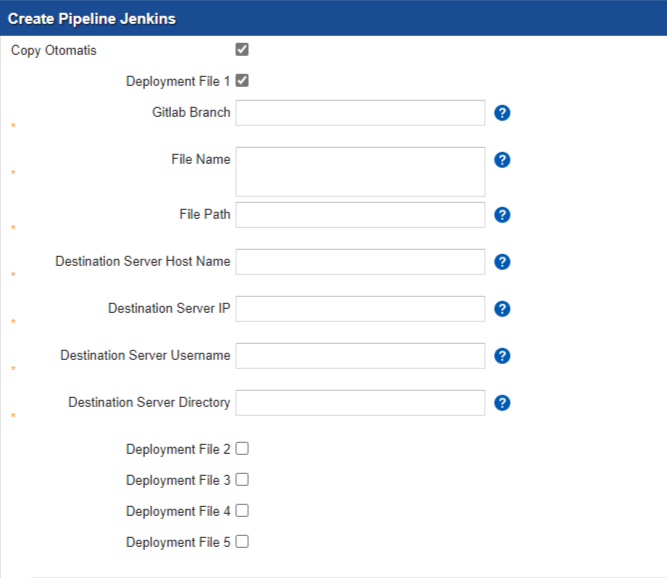 Create Pipeline Jenkins
Copy Otomatis
Deployment File 1
Gitlab Branch
?
*
File Name
?
*
File Path
?
*
Destination Server Host Name
?
*
Destination Server IP
?
*
Destination Server Username
?
*
Destination Server Directory
?
*
Deployment File 2
Deployment File 3
Deployment File 4
Deployment File 5